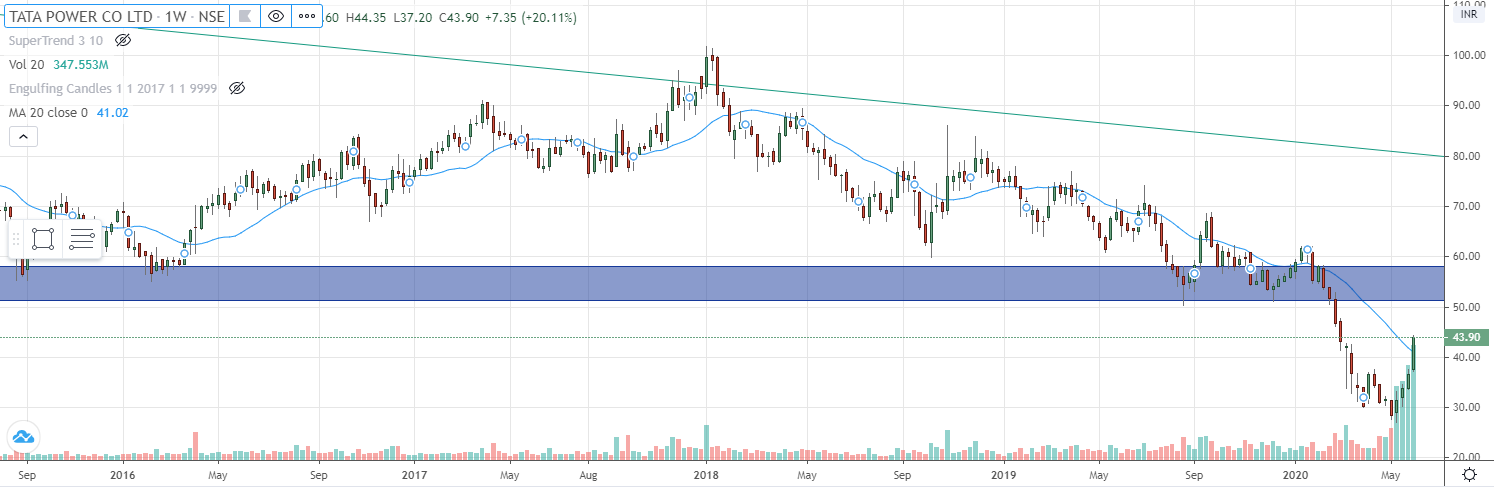 TATA POWER CO LTD · 1W · NSE .60 H44.35 L37.20 C43.90 +7.35 (+20.11%)
SuperTrend 3 10
Vol 20 347.553M
Engulfing Candles 1 1 2017 1 1 9999
MA 20 close 0 41.02
110.00
INR
100.00
90.00
80.00
70.00
60.00
50.00
43.90
40.00
30.00
20.00
Sep 2016 May Sep 2017 May Aug 2018 May Sep 2019 May Sep 2020 May